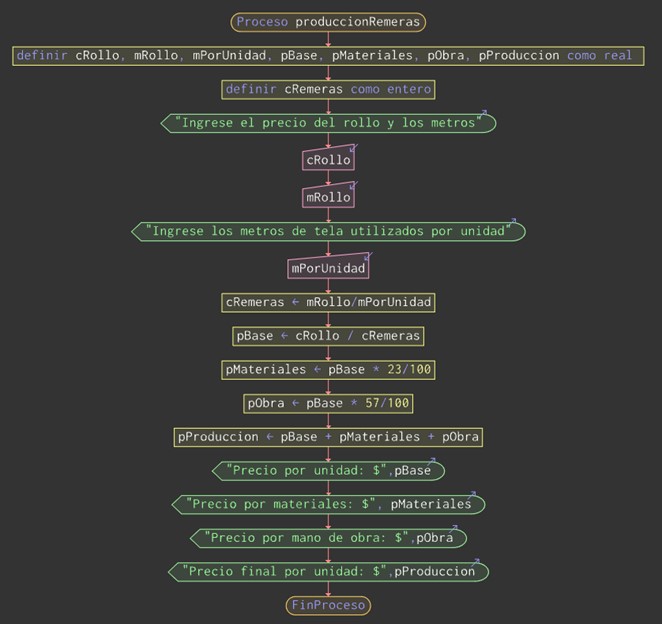 Proceso produccionRemeras
definir cRollo, mRollo, mPorUnidad, pBase, pMateriales, pObra, pProduccion como real
definir cRemeras como entero
"Ingrese el precio del rollo y los metros"
cRollo
mRollo
"Ingrese los metros de tela utilizados por unidad"
mPorUnidad
cRemeras ← mRollo/mPorUnidad
pBase ← cRollo / cRemeras
pMateriales ← pBase * 23/100
pObra ← pBase * 57/100
pProduccion ← pBase + pMateriales + pObra
"Precio por unidad: $",pBase
"Precio por materiales: $", pMateriales
"Precio por mano de obra: $",pObra
"Precio final por unidad: $",pProduccion
FinProceso